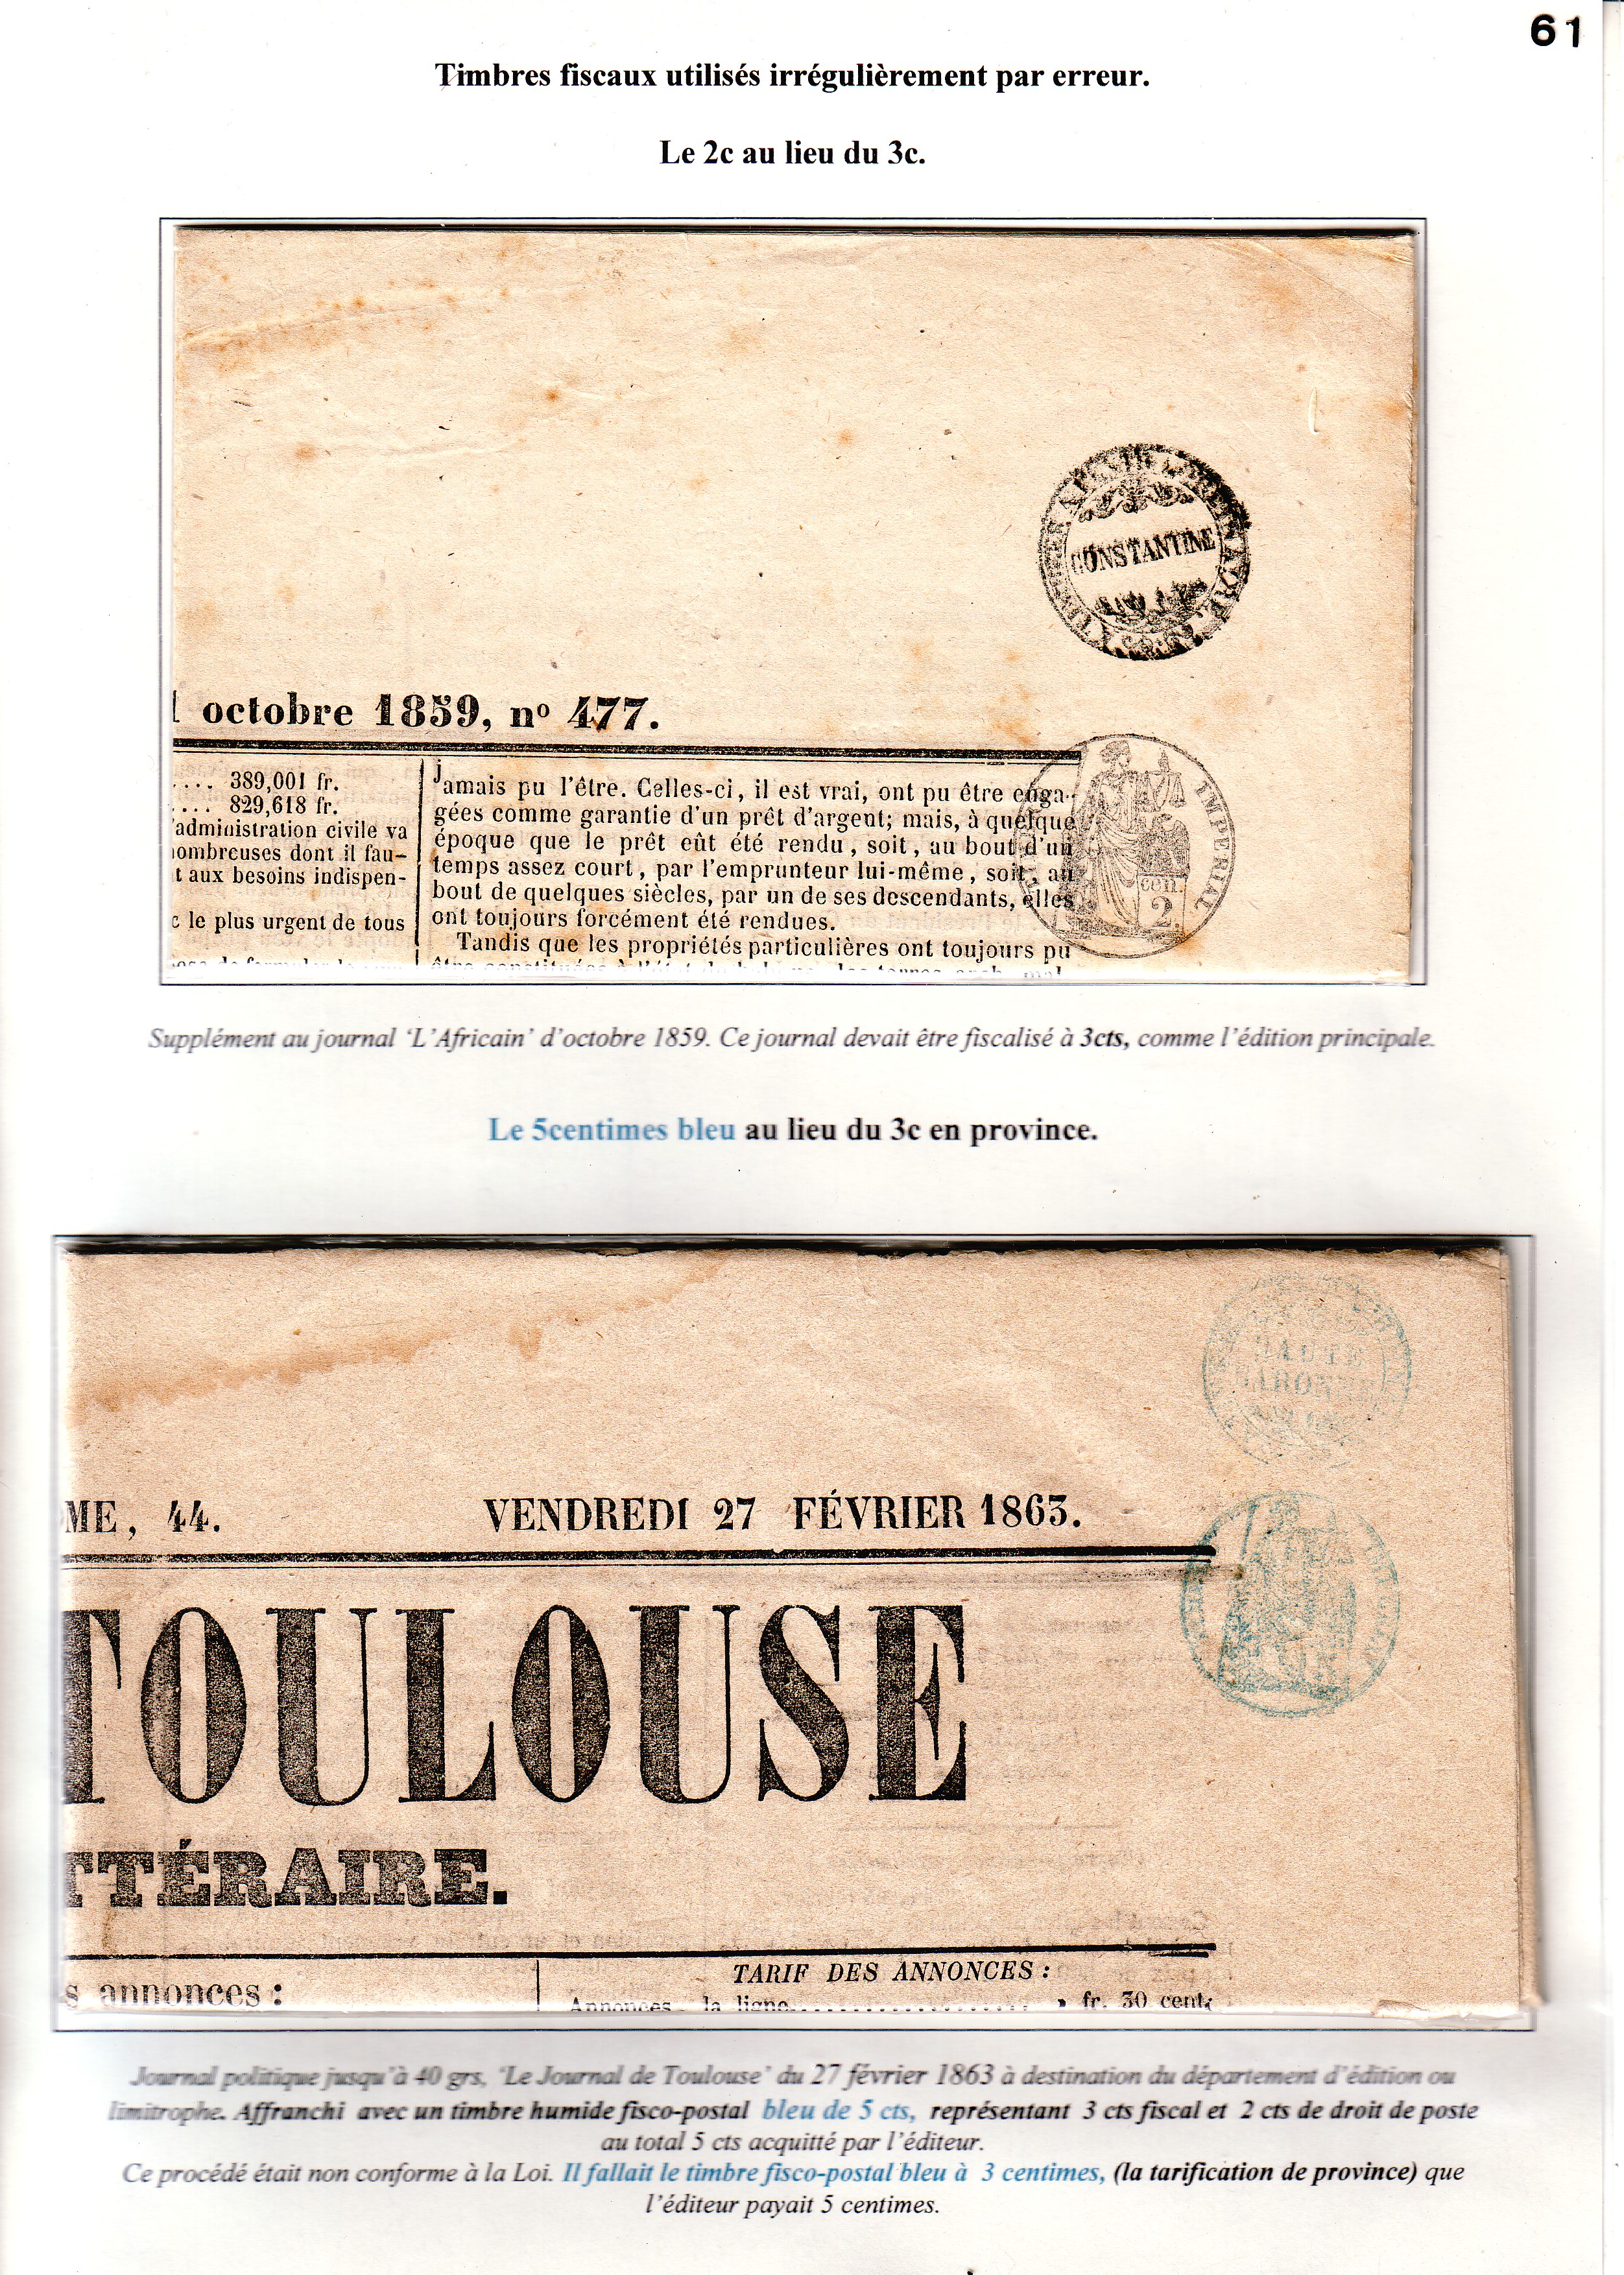 61
Timbres fiscaux utilisés irrégulièrement par erreur.
Le 2c au lieu du 3c.
CONSTANTINE
octobre 1859, nº 477.
.... 389,001 fr.
.... 829,618 fr.
'administration civile va
ombreuses dont il fau-
t aux besoins indispen-
c le plus urgent de tous
jamais pu l'être. Celles-ci, il est vrai, ont pu être enga-
gées comme garantie d'un prêt d'argent; mais, à quelque
époque que le prêt eût été rendu, soit, au bout d'un
temps assez court, par l'emprunteur lui-même, soit, au
bout de quelques siècles, par un de ses descendants, elles
ont toujours forcément été rendues.
Tandis que les propriétés particulières ont toujours pu
IMPERIAL
cen.
2.
Supplément au journal 'L'Africain' d'octobre 1859. Ce journal devait être fiscalisé à 3cts, comme l'édition principale.
Le 5centimes bleu au lieu du 3c en province.
HAUTE
GARONNE
ME, 44. VENDREDI 27 FÉVRIER 1863.
TOULOUSE
TTÉRAIRE.
s annonces :
TARIF DES ANNONCES :
Annonces, la ligne..................... » fr. 30 cent.
Journal politique jusqu'à 40 grs, 'Le Journal de Toulouse' du 27 février 1863 à destination du département d'édition ou
limitrophe. Affranchi avec un timbre humide fisco-postal bleu de 5 cts, représentant 3 cts fiscal et 2 cts de droit de poste
au total 5 cts acquitté par l'éditeur.
Ce procédé était non conforme à la Loi. Il fallait le timbre fisco-postal bleu à 3 centimes, (la tarification de province) que
l'éditeur payait 5 centimes.